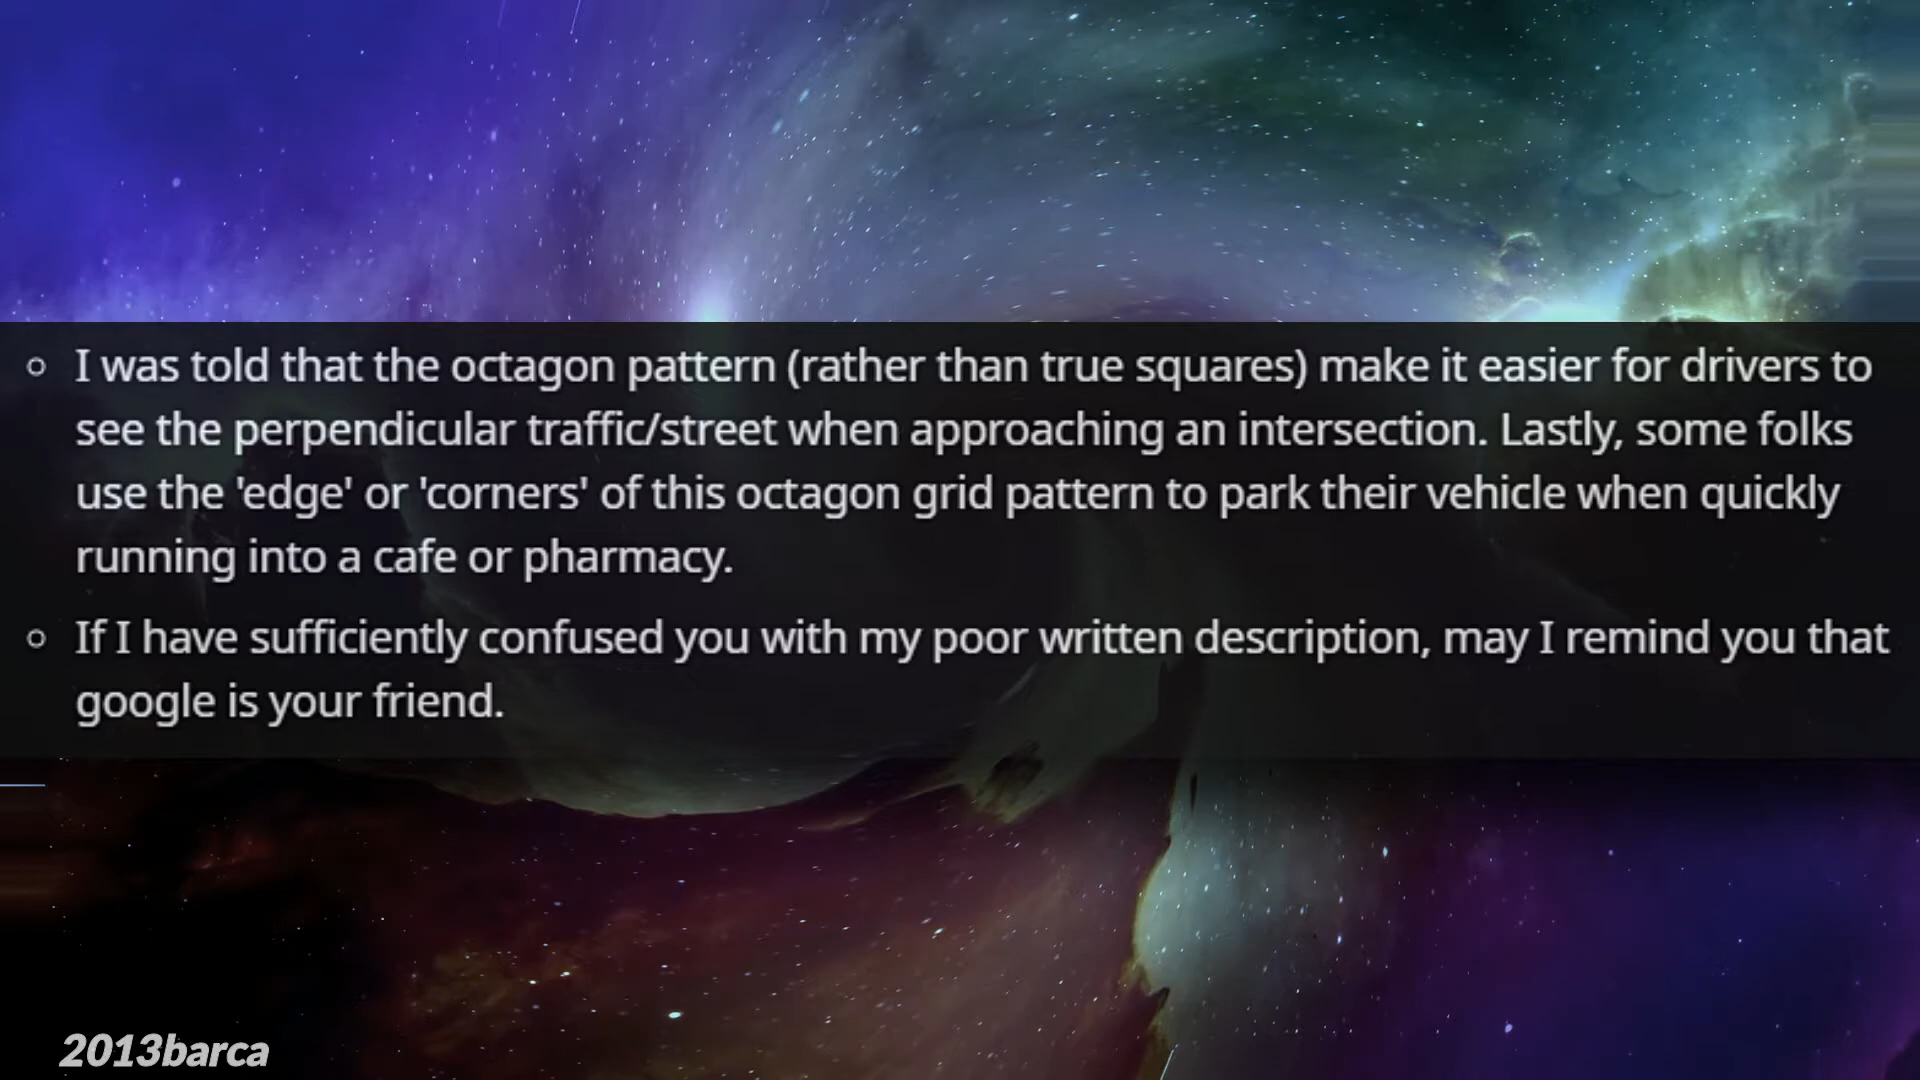 I was told that the octagon pattern (rather than true squares) make it easier for drivers to
see the perpendicular traffic/street when approaching an intersection. Lastly, some folks
use the 'edge' or 'corners' of this octagon grid pattern to park their vehicle when quickly
running into a cafe or pharmacy.
If I have sufficiently confused you with my poor written description, may I remind you that
google is your friend.
2013barca